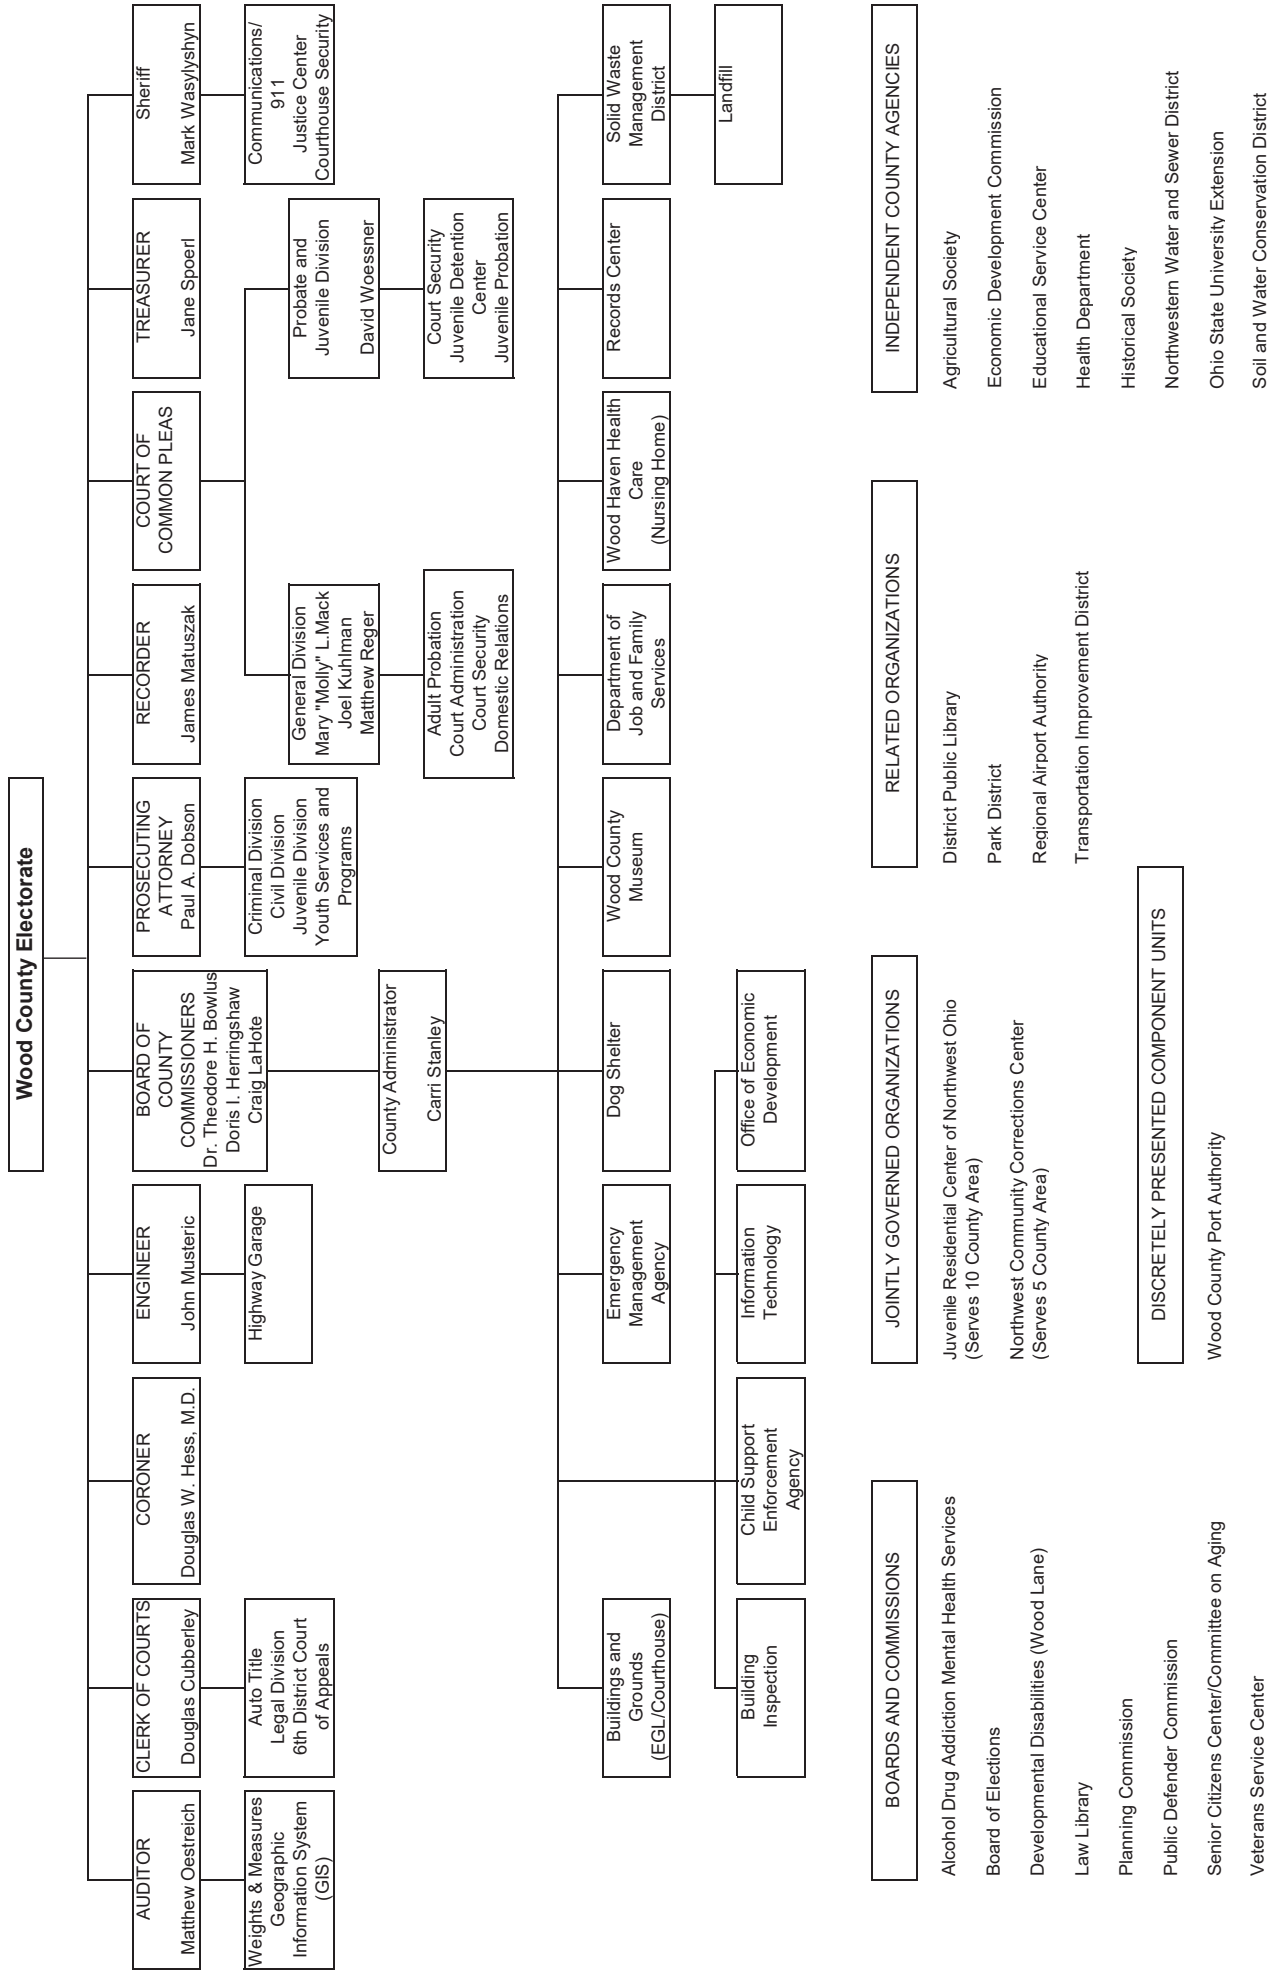 Wood County Electorate
AUDITOR
Matthew Oestreich
Weights & Measures
Geographic
Information System
(GIS)
CLERK OF COURTS
Douglas Cubberley
Auto Title
Legal Division
6th District Court
of Appeals
CORONER
Douglas W. Hess, M.D.
ENGINEER
John Musteric
Highway Garage
BOARD OF
COUNTY
COMMISSIONERS
Dr. Theodore H. Bowlus
Doris I. Herringshaw
Craig LaHote
County Administrator
Carri Stanley
PROSECUTING
ATTORNEY
Paul A. Dobson
Criminal Division
Civil Division
Juvenile Division
Youth Services and
Programs
RECORDER
James Matuszak
COURT OF
COMMON PLEAS
General Division
Mary "Molly" L.Mack
Joel Kuhlman
Matthew Reger
Adult Probation
Court Administration
Court Security
Domestic Relations
Probate and
Juvenile Division
David Woessner
Court Security
Juvenile Detention
Center
Juvenile Probation
TREASURER
Jane Spoerl
Sheriff
Mark Wasylyshyn
Communications/
911
Justice Center
Courthouse Security
Buildings and
Grounds
(EGL/Courthouse)
Emergency
Management
Agency
Dog Shelter
Wood County
Museum
Department of
Job and Family
Services
Wood Haven Health
Care
(Nursing Home)
Records Center
Solid Waste
Management
District
Landfill
Building
Inspection
Child Support
Enforcement
Agency
Information
Technology
Office of Economic
Development
BOARDS AND COMMISSIONS
Alcohol Drug Addiction Mental Health Services
Board of Elections
Developmental Disabilities (Wood Lane)
Law Library
Planning Commission
Public Defender Commission
Senior Citizens Center/Committee on Aging
Veterans Service Center
JOINTLY GOVERNED ORGANIZATIONS
Juvenile Residential Center of Northwest Ohio
(Serves 10 County Area)
Northwest Community Corrections Center
(Serves 5 County Area)
DISCRETELY PRESENTED COMPONENT UNITS
Wood County Port Authority
RELATED ORGANIZATIONS
District Public Library
Park District
Regional Airport Authority
Transportation Improvement District
INDEPENDENT COUNTY AGENCIES
Agricultural Society
Economic Development Commission
Educational Service Center
Health Department
Historical Society
Northwestern Water and Sewer District
Ohio State University Extension
Soil and Water Conservation District